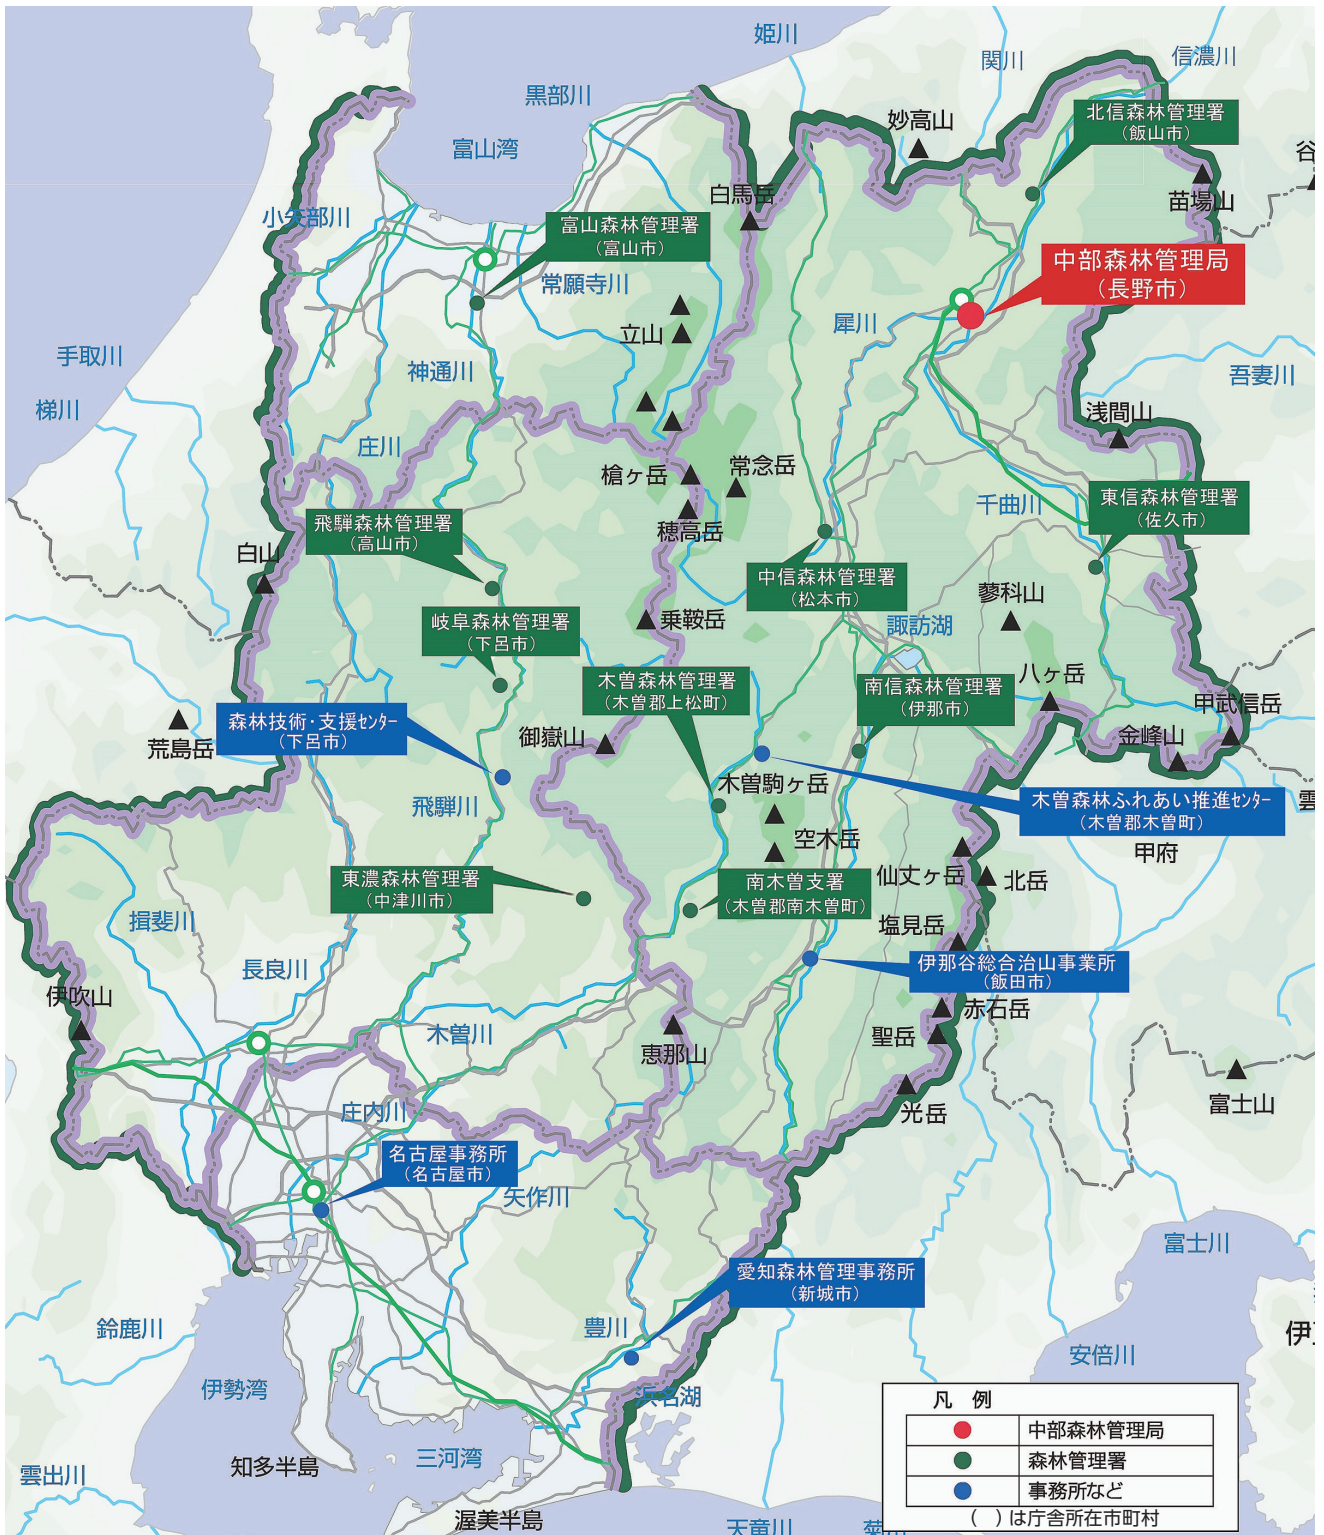 姫川
関川
信濃川
黒部川
北信森林管理署
(飯山市)
妙高山
富山湾
谷
白馬岳
苗場山
小矢部川
富山森林管理署
(富山市)
中部森林管理局
(長野市)
常願寺川
犀川
立山
手取川
神通川
吾妻川
梯川
浅間山
庄川
常念岳
槍ヶ岳
千曲川
東信森林管理署
(佐久市)
飛騨森林管理署
(高山市)
穂高岳
白山
中信森林管理署
(松本市)
蓼科山
岐阜森林管理署
(下呂市)
乗鞍岳
諏訪湖
木曽森林管理署
(木曽郡上松町)
南信森林管理署
(伊那市)
八ヶ岳
甲武信岳
森林技術・支援センター
(下呂市)
荒島岳
御嶽山
金峰山
木曽駒ヶ岳
木曽森林ふれあい推進センター
(木曽郡木曽町)
雲
飛騨川
空木岳
甲府
東濃森林管理署
(中津川市)
南木曽支署
(木曽郡南木曽町)
仙丈ヶ岳
北岳
揖斐川
塩見岳
長良川
伊那谷総合治山事業所
(飯田市)
伊吹山
赤石岳
木曽川
聖岳
恵那山
富士山
庄内川
光岳
名古屋事務所
(名古屋市)
矢作川
富士川
愛知森林管理事務所
(新城市)
鈴鹿川
豊川
伊
安倍川
伊勢湾
浜名湖
知多半島
三河湾
雲出川
渥美半島
天竜川
菊川
凡 例
中部森林管理局
森林管理署
事務所など
( )は庁舎所在市町村